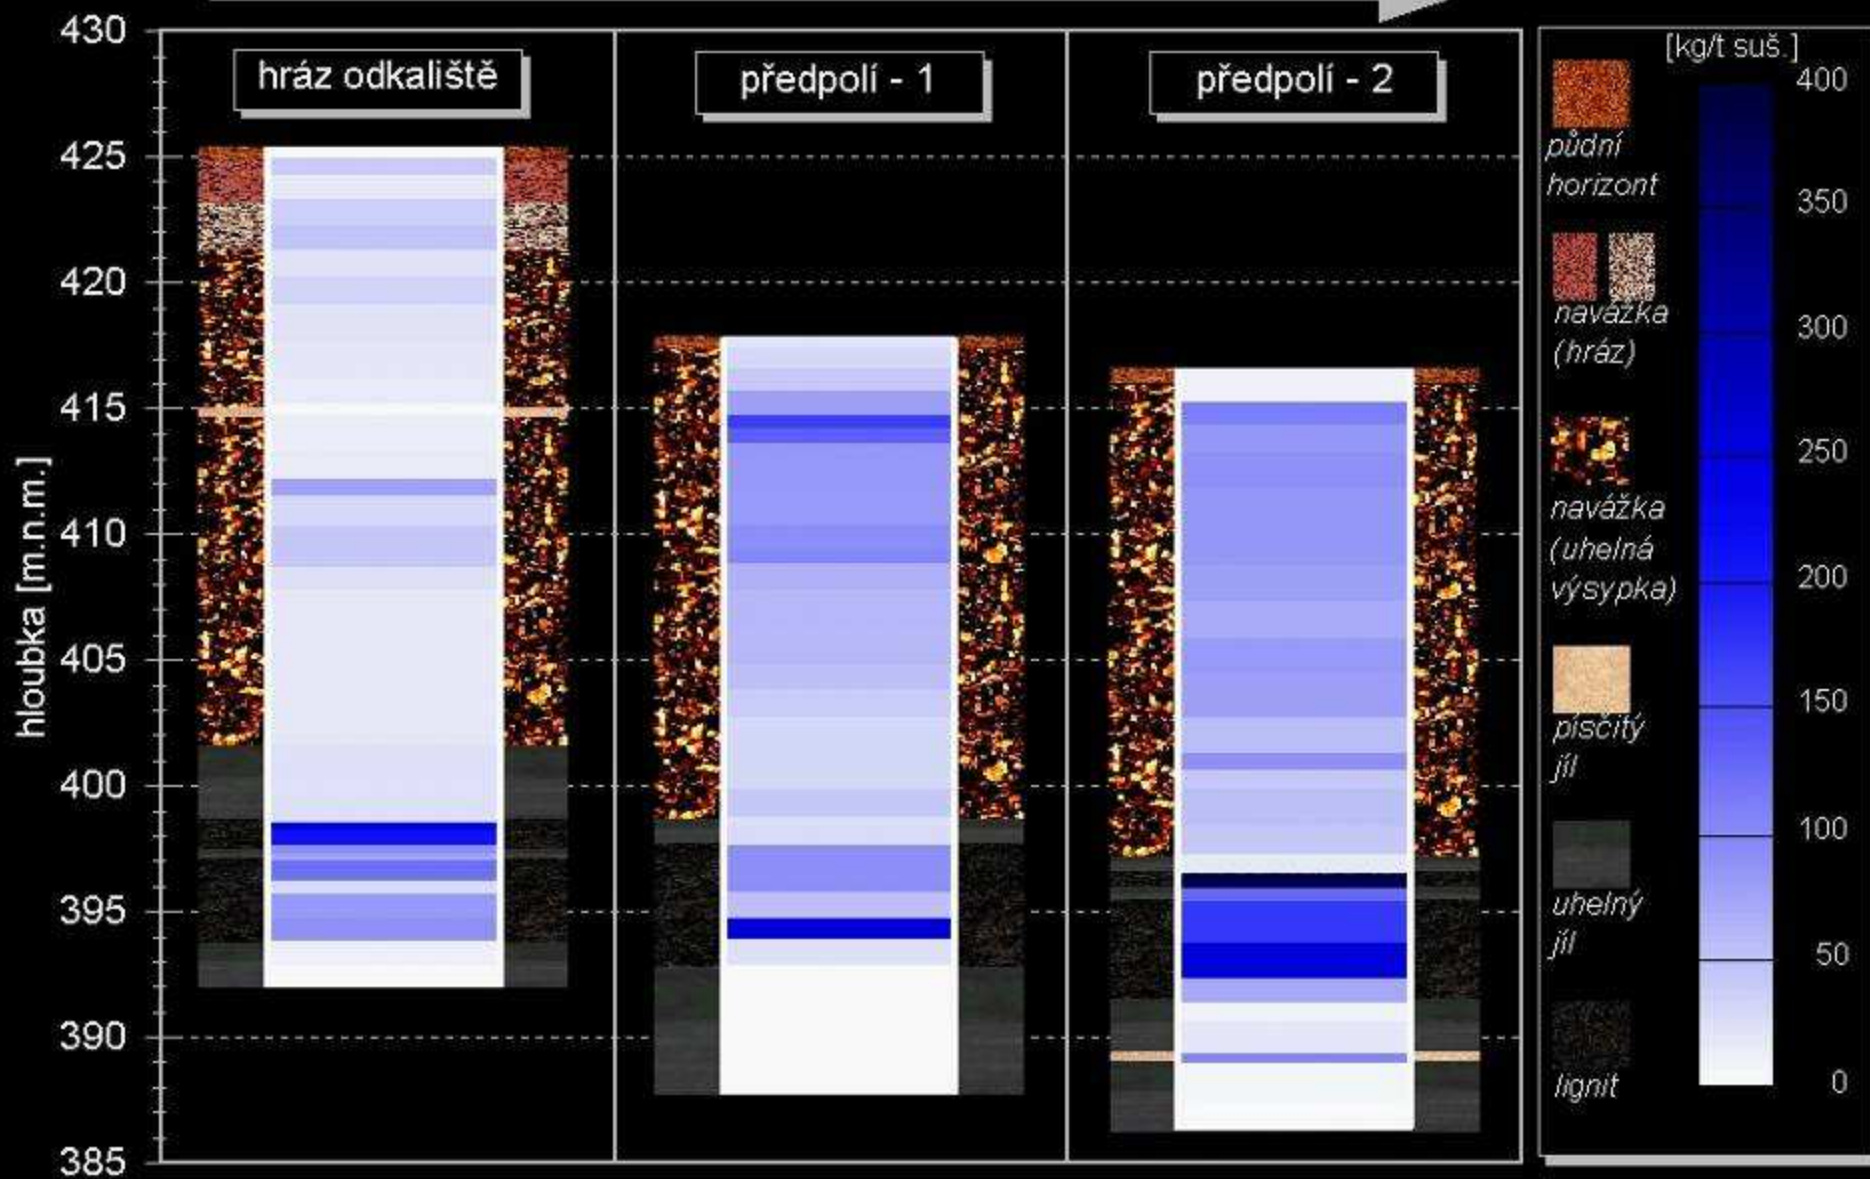 hloubka [m.n.m.]
430
425
420
415
410
405
400
395
390
385
hráz odkaliště
předpolí - 1
předpolí - 2
půdní
horizont
navážka
(hráz)
navážka
(uhelná
výsypka)
písčitý
jíl
uhelný
jíl
lignit
[kg/t suš.]
400
350
300
250
200
150
100
50
0